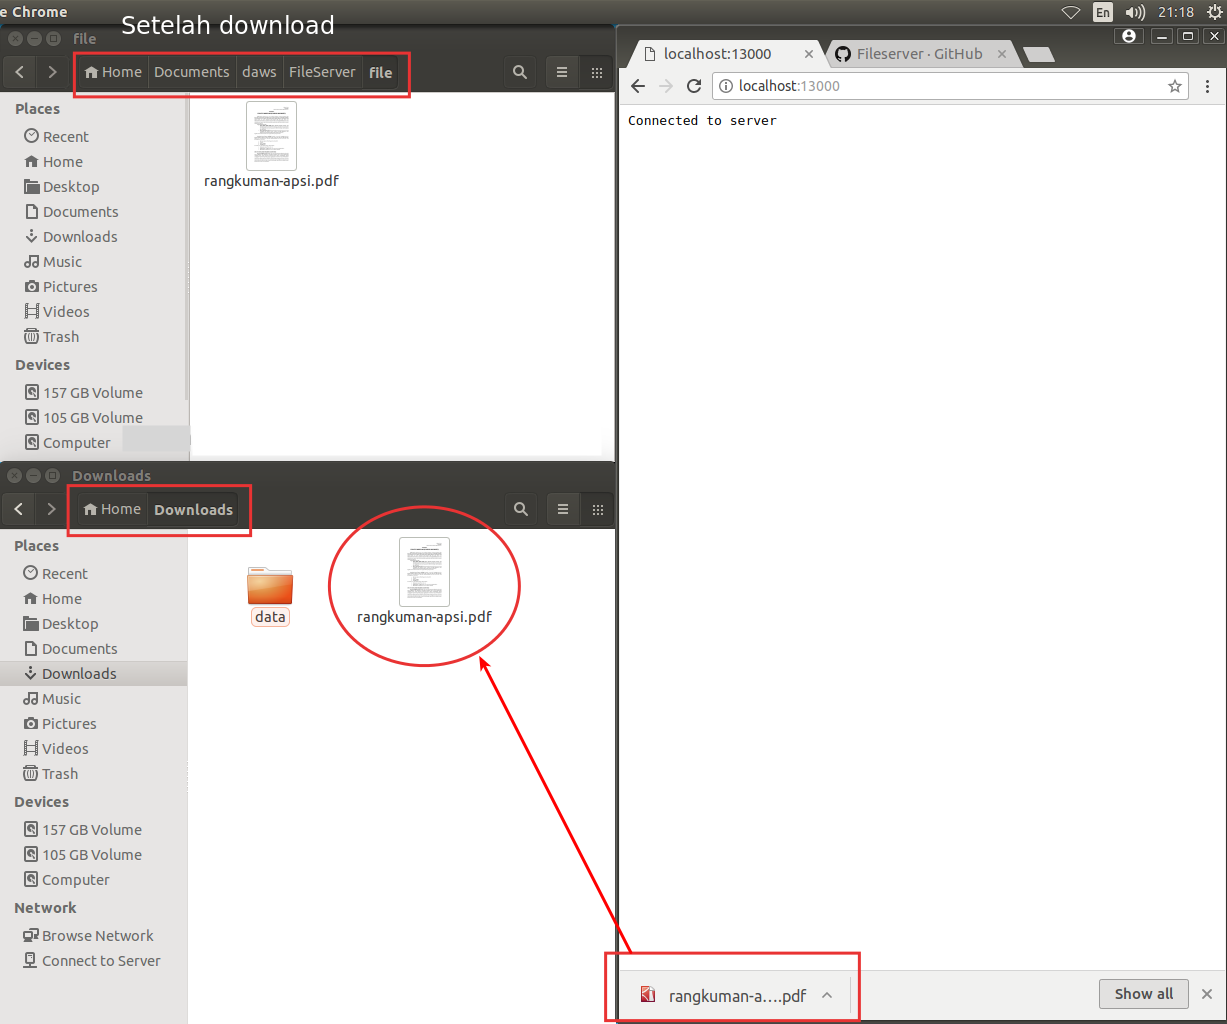 e Chrome
En
21:18
Setelah download
file
Home
Documents
daws
FileServer
file
Places
Recent
Home
Desktop
Documents
Downloads
Music
Pictures
Videos
Trash
Devices
157 GB Volume
105 GB Volume
Computer
rangkuman-apsi.pdf
Downloads
Home
Downloads
Places
Recent
Home
Desktop
Documents
Downloads
Music
Pictures
Videos
Trash
Devices
157 GB Volume
105 GB Volume
Computer
Network
Browse Network
Connect to Server
data
rangkuman-apsi.pdf
localhost:13000
Fileserver · GitHub
localhost:13000
Connected to server
rangkuman-a....pdf
Show all